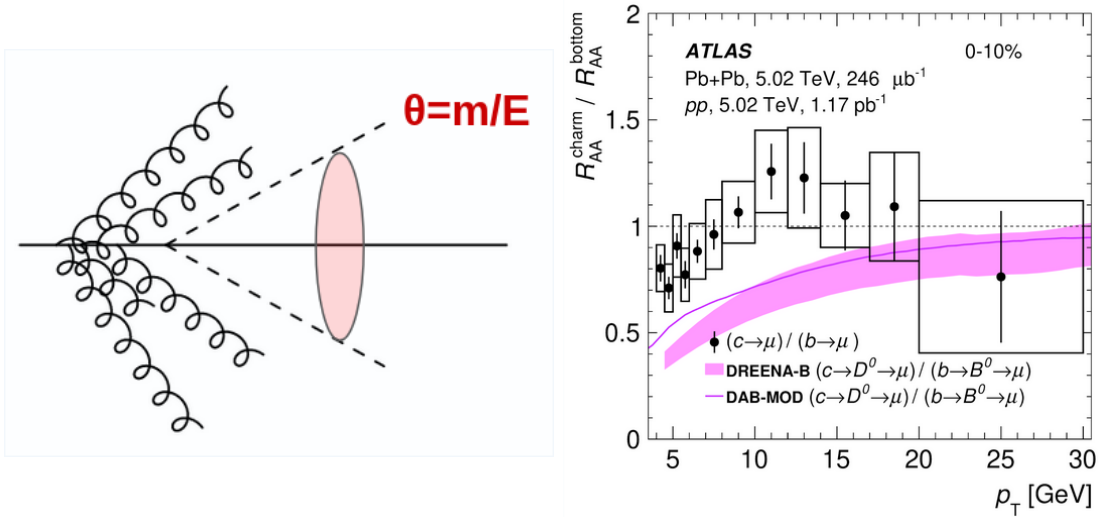 θ=m/E
ATLAS 0-10%
Pb+Pb, 5.02 TeV, 246 μb⁻¹
pp, 5.02 TeV, 1.17 pb⁻¹
R_AA^charm / R_AA^bottom
2
1.5
1
0.5
0
(c→μ) / (b→μ)
DREENA-B (c→D⁰→μ) / (b→B⁰→μ)
DAB-MOD (c→D⁰→μ) / (b→B⁰→μ)
5 10 15 20 25 30
p_T [GeV]